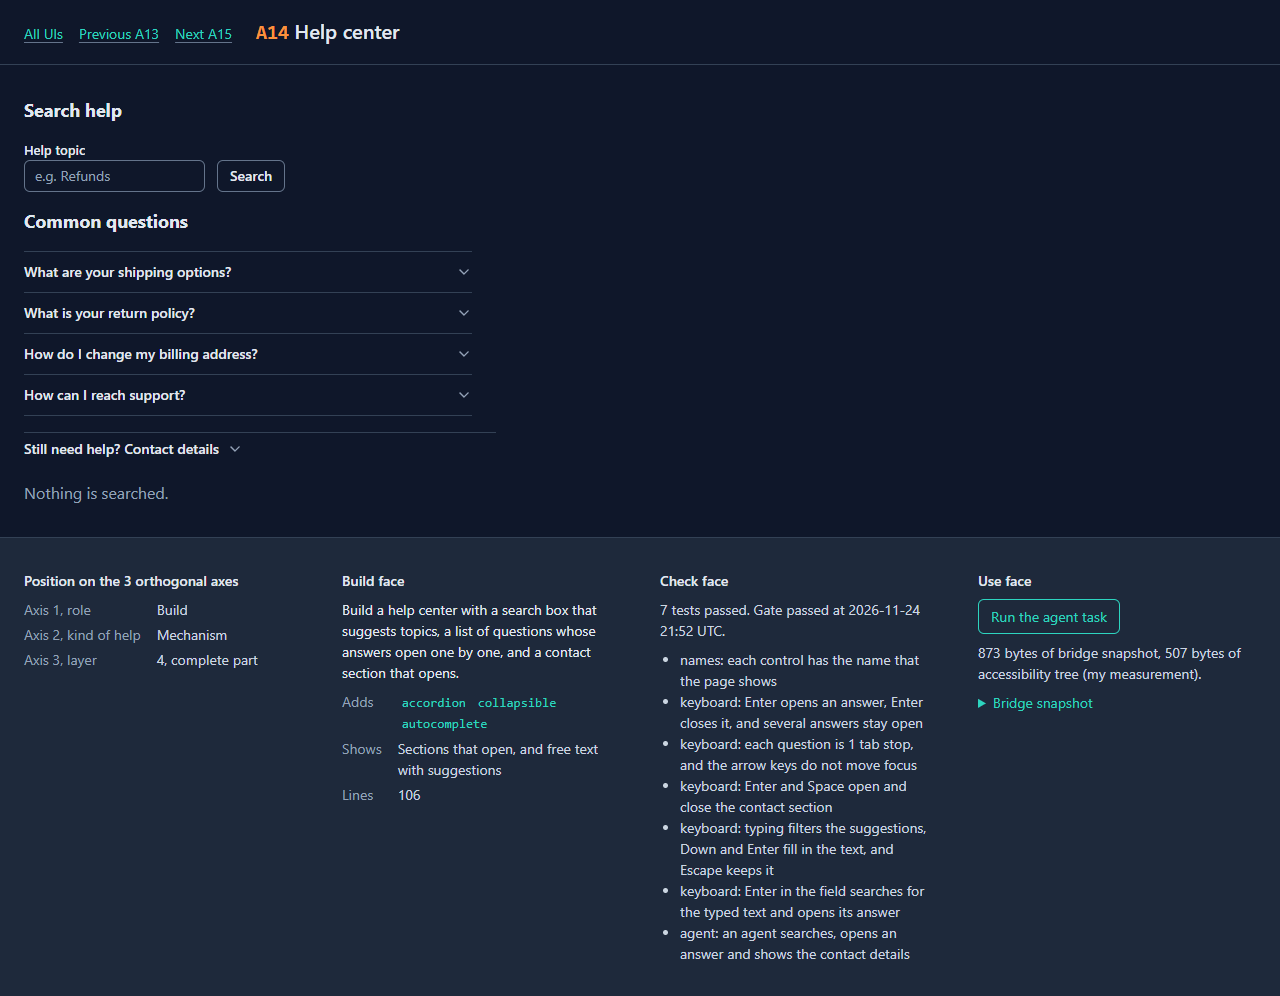 All UIs Previous A13 Next A15 A14 Help center
Search help
Help topic
e.g. Refunds Search
Common questions
What are your shipping options?
What is your return policy?
How do I change my billing address?
How can I reach support?
Still need help? Contact details
Nothing is searched.
Position on the 3 orthogonal axes
Axis 1, role Build
Axis 2, kind of help Mechanism
Axis 3, layer 4, complete part
Build face
Build a help center with a search box that
suggests topics, a list of questions whose
answers open one by one, and a contact
section that opens.
Adds accordion collapsible
autocomplete
Shows Sections that open, and free text
with suggestions
Lines 106
Check face
7 tests passed. Gate passed at 2026-11-24
21:52 UTC.
names: each control has the name that
the page shows
keyboard: Enter opens an answer, Enter
closes it, and several answers stay open
keyboard: each question is 1 tab stop,
and the arrow keys do not move focus
keyboard: Enter and Space open and
close the contact section
keyboard: typing filters the suggestions,
Down and Enter fill in the text, and
Escape keeps it
keyboard: Enter in the field searches for
the typed text and opens its answer
agent: an agent searches, opens an
answer and shows the contact details
Use face
Run the agent task
873 bytes of bridge snapshot, 507 bytes of
accessibility tree (my measurement).
Bridge snapshot